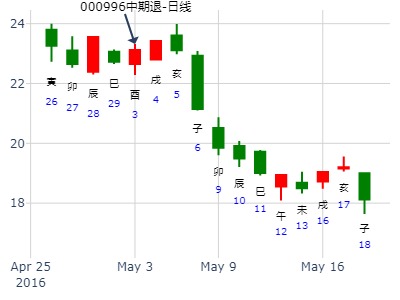 000996中期退-日线
24
22
20
18
寅
26
卯
27
辰
28
巳
29
酉
3
戌
4
亥
5
子
6
卯
9
辰
10
巳
11
午
12
未
13
戌
16
亥
17
子
18
Apr 25
2016
May 3
May 9
May 16